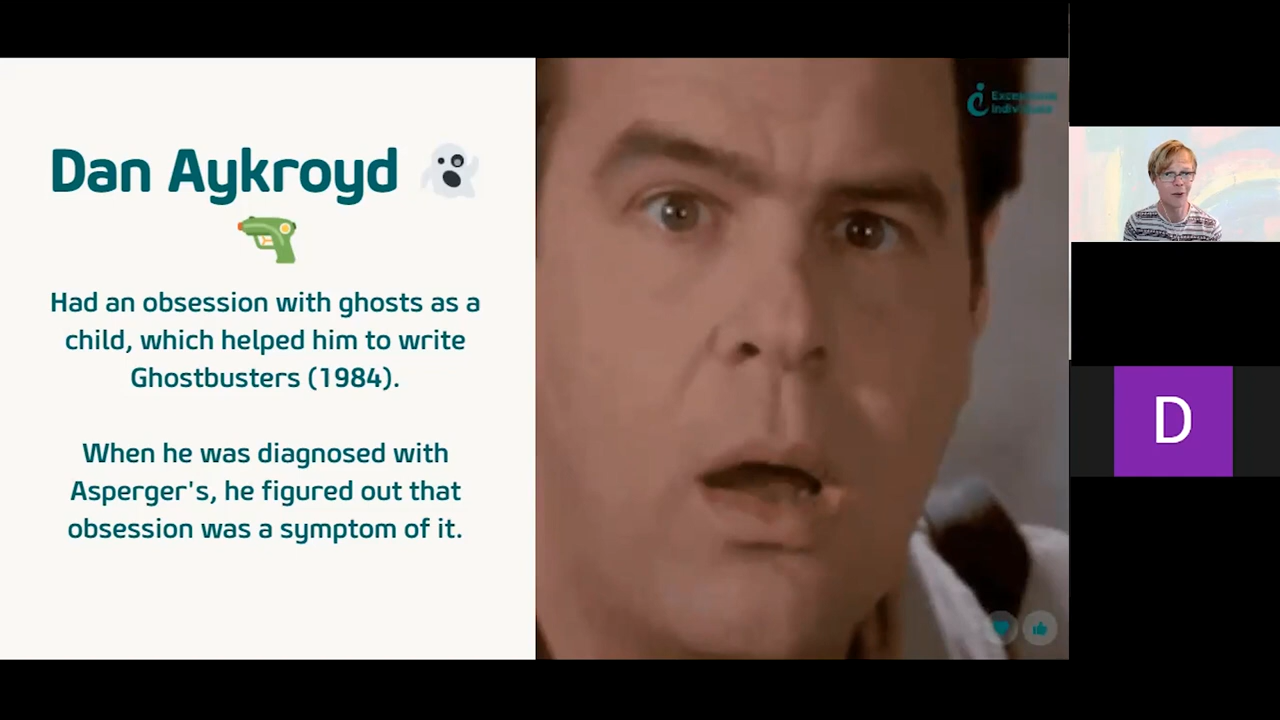 Dan Aykroyd
Had an obsession with ghosts as a
child, which helped him to write
Ghostbusters (1984).
When he was diagnosed with
Asperger's, he figured out that
obsession was a symptom of it.
D